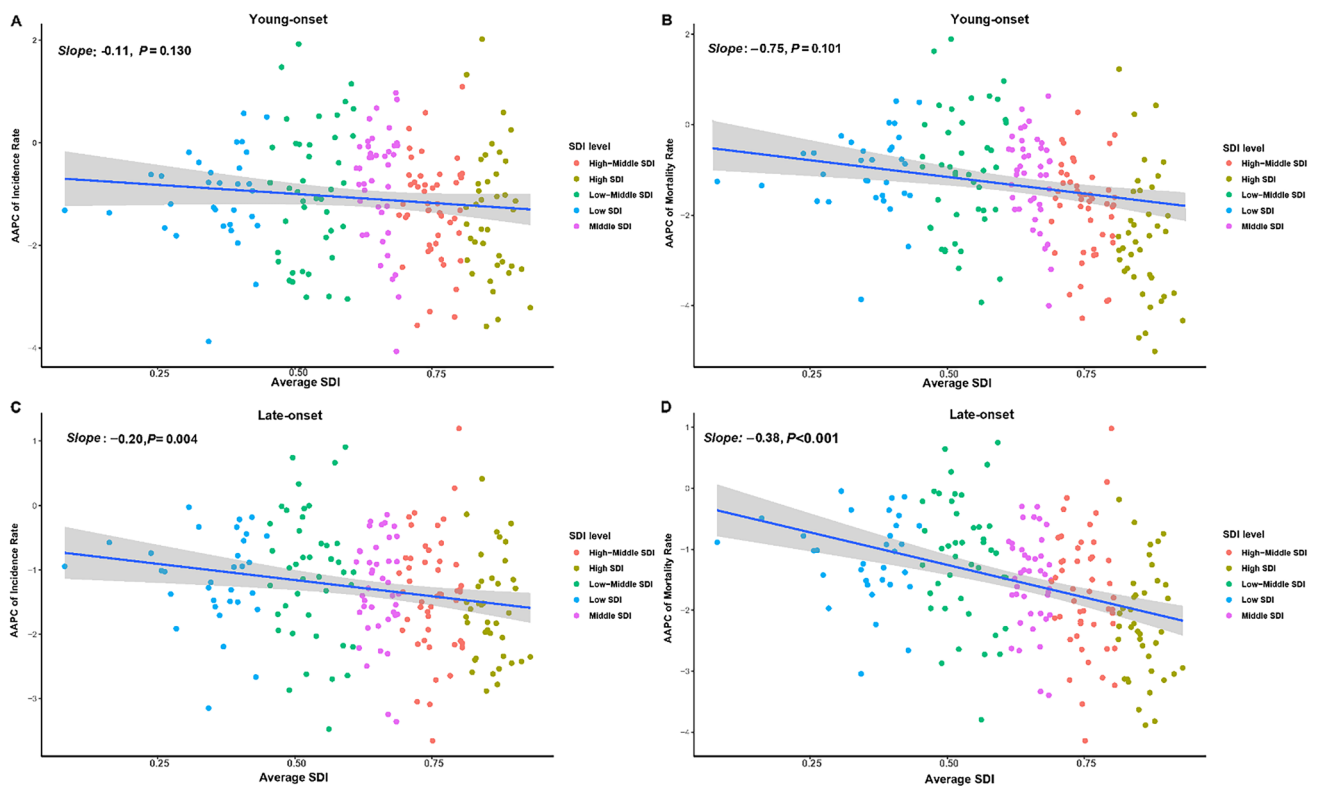 A
Young-onset
Slope: -0.11, P = 0.130
2
0
−2
−4
AAPC of Incidence Rate
0.25
0.50
0.75
Average SDI
SDI level
High−Middle SDI
High SDI
Low−Middle SDI
Low SDI
Middle SDI
B
Young-onset
Slope: −0.75, P = 0.101
2
0
−2
−4
AAPC of Mortality Rate
0.25
0.50
0.75
Average SDI
SDI level
High−Middle SDI
High SDI
Low−Middle SDI
Low SDI
Middle SDI
C
Late-onset
Slope: −0.20, P= 0.004
1
0
−1
−2
−3
AAPC of Incidence Rate
0.25
0.50
0.75
Average SDI
SDI level
High−Middle SDI
High SDI
Low−Middle SDI
Low SDI
Middle SDI
D
Late-onset
Slope: −0.38, P<0.001
1
0
−1
−2
−3
−4
AAPC of Mortality Rate
0.25
0.50
0.75
Average SDI
SDI level
High−Middle SDI
High SDI
Low−Middle SDI
Low SDI
Middle SDI